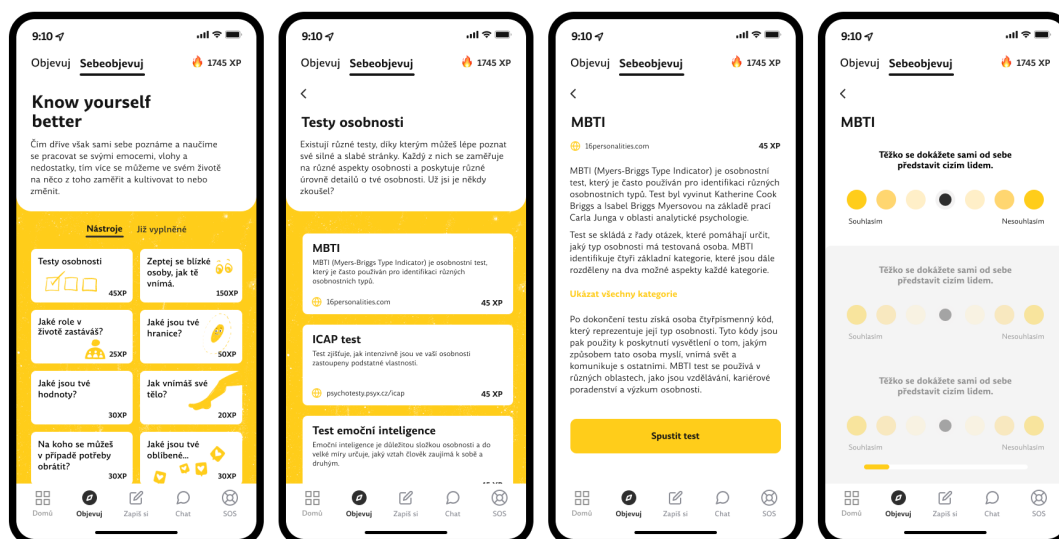 9:10
Objevuj Sebeobjevuj 1745 XP
Know yourself
better
Čím dříve však sami sebe poznáme a naučíme
se pracovat se svými emocemi, vlohy a
nedostatky, tím více se můžeme ve svém životě
na něco z toho zaměřit a kultivovat to nebo
změnit.
Nástroje Již vyplněné
Testy osobnosti
45XP
Zeptej se blízké
osoby, jak tě
vnímá.
150XP
Jaké role v
životě zastáváš?
25XP
Jaké jsou tvé
hranice?
50XP
Jaké jsou tvé
hodnoty?
30XP
Jak vnímáš své
tělo?
20XP
Na koho se můžeš
v případě potřeby
obrátit?
30XP
Jaké jsou tvé
oblíbené...
30XP
Domů Objevuj Zapiš si Chat SOS
9:10
Objevuj Sebeobjevuj 1745 XP
Testy osobnosti
Existují různé testy, díky kterým můžeš lépe poznat
své silné a slabé stránky. Každý z nich se zaměřuje
na různé aspekty osobnosti a poskytuje různé
úrovně detailů o tvé osobnosti. Už jsi je někdy
zkoušel?
MBTI
MBTI (Myers-Briggs Type Indicator) je osobnostní test,
který je často používán pro identifikaci různých
osobnostních typů.
16personalities.com 45 XP
ICAP test
Test zjišťuje, jak intenzivně jsou ve vaší osobnosti
zastoupeny podstatné vlastnosti.
psychotesty.psyx.cz/icap 45 XP
Test emoční inteligence
Emoční inteligence je důležitou složkou osobnosti a do
velké míry určuje, jaký vztah člověk zaujímá k sobě a
druhým.
45 XP
Domů Objevuj Zapiš si Chat SOS
9:10
Objevuj Sebeobjevuj 1745 XP
MBTI
16personalities.com 45 XP
MBTI (Myers-Briggs Type Indicator) je osobnostní
test, který je často používán pro identifikaci různých
osobnostních typů. Test byl vyvinut Katherine Cook
Briggs a Isabel Briggs Myersovou na základě prací
Carla Junga v oblasti analytické psychologie.
Test se skládá z řady otázek, které pomáhají určit,
jaký typ osobnosti má testovaná osoba. MBTI
identifikuje čtyři základní kategorie, které jsou dále
rozděleny na dva možné aspekty každé kategorie.
Ukázat všechny kategorie
Po dokončení testu získá osoba čtyřpísmenný kód,
který reprezentuje její typ osobnosti. Tyto kódy jsou
pak použity k poskytnutí vysvětlení o tom, jakým
způsobem tato osoba myslí, vnímá svět a
komunikuje s ostatními. MBTI test se používá v
různých oblastech, jako jsou vzdělávání, kariérové
poradenství a výzkum osobnosti.
Spustit test
Domů Objevuj Zapiš si Chat SOS
9:10
Objevuj Sebeobjevuj 1745 XP
MBTI
Těžko se dokážete sami od sebe
představit cizím lidem.
Souhlasím Nesouhlasím
Těžko se dokážete sami od sebe
představit cizím lidem.
Souhlasím Nesouhlasím
Těžko se dokážete sami od sebe
představit cizím lidem.
Souhlasím Nesouhlasím
Domů Objevuj Zapiš si Chat SOS